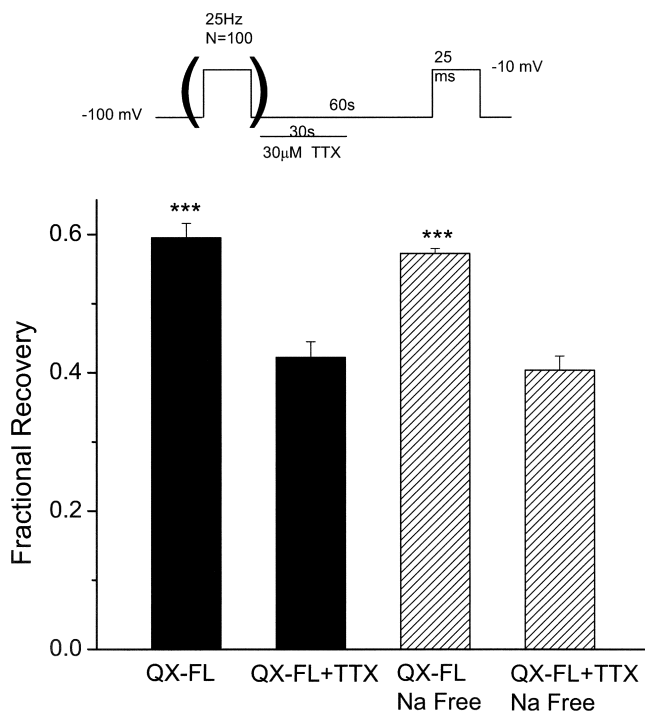 25Hz
N=100
25
ms
-10 mV
-100 mV
60s
30s
30µM TTX
***
***
0.6
0.4
0.2
0.0
Fractional Recovery
QX-FL
QX-FL+TTX
QX-FL
Na Free
QX-FL+TTX
Na Free